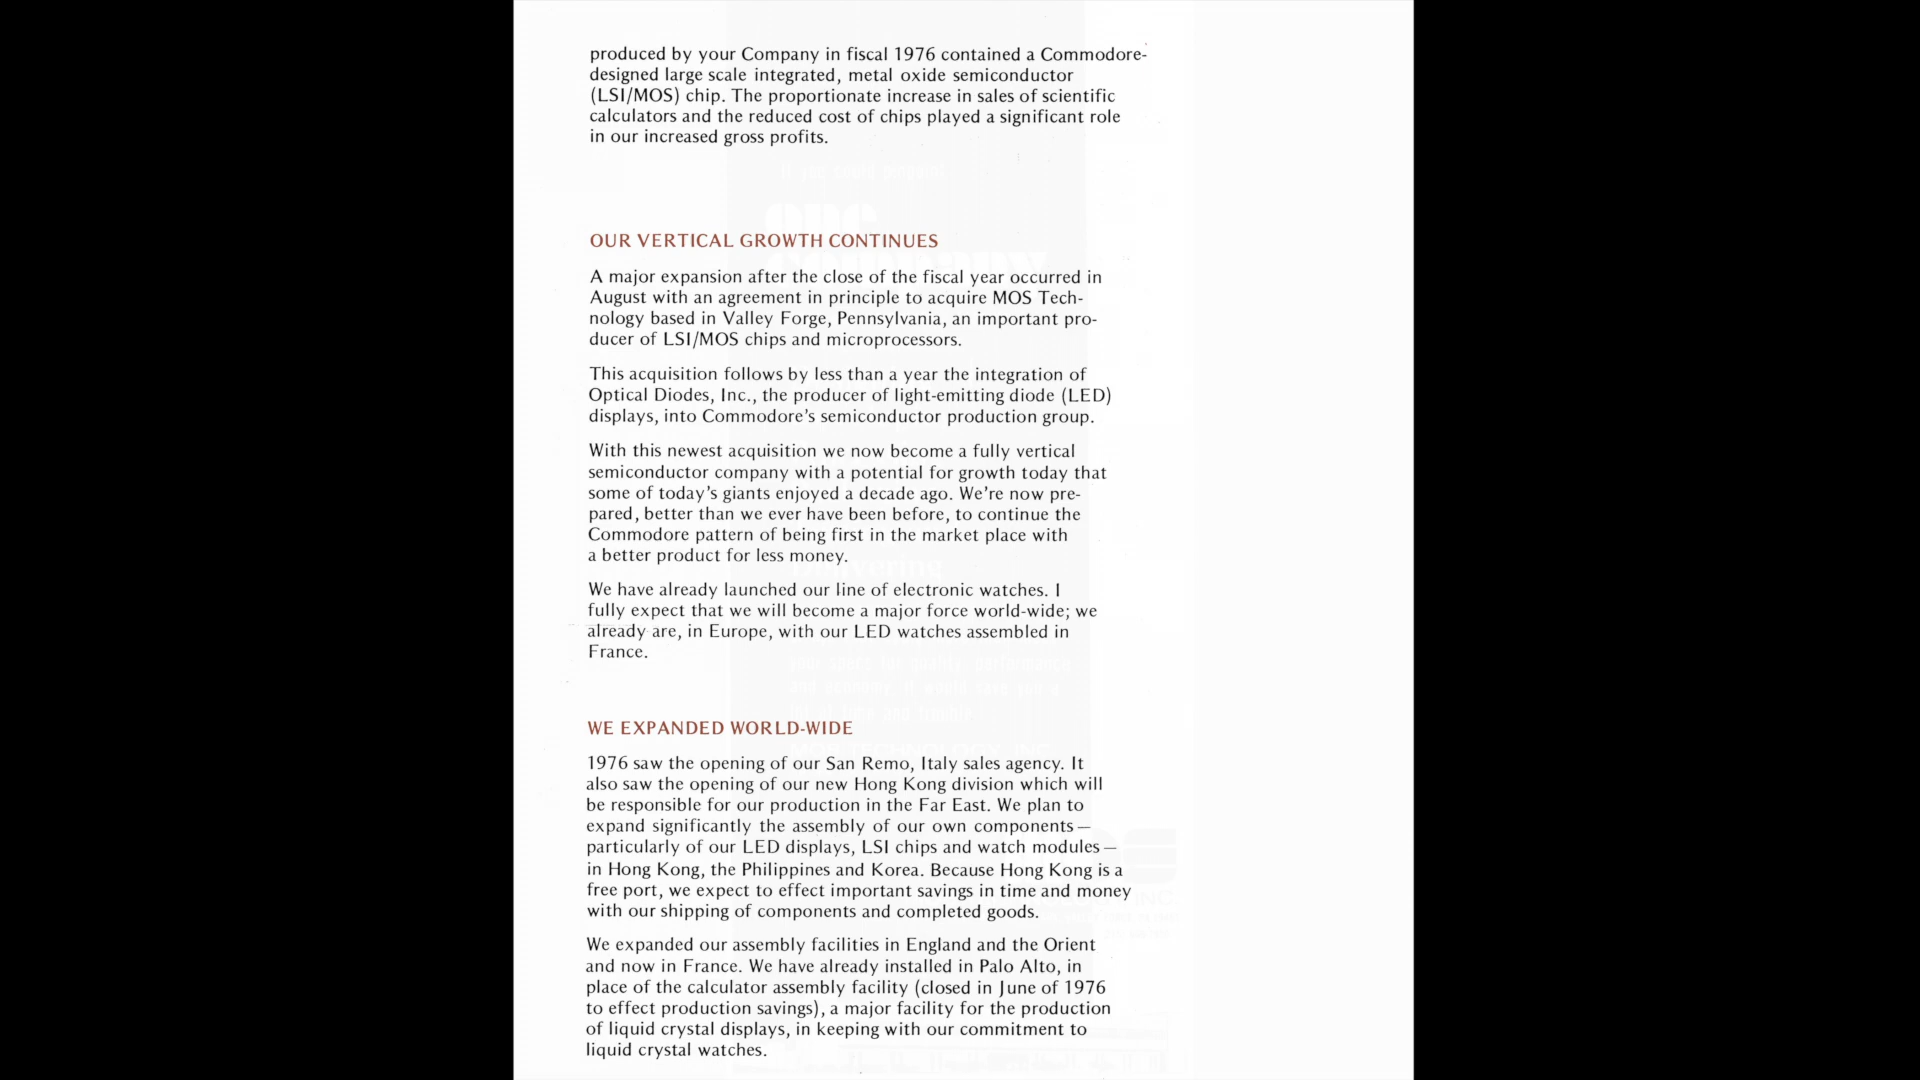 produced by your Company in fiscal 1976 contained a Commodore-
designed large scale integrated, metal oxide semiconductor
(LSI/MOS) chip. The proportionate increase in sales of scientific
calculators and the reduced cost of chips played a significant role
in our increased gross profits.
OUR VERTICAL GROWTH CONTINUES
A major expansion after the close of the fiscal year occurred in
August with an agreement in principle to acquire MOS Tech-
nology based in Valley Forge, Pennsylvania, an important pro-
ducer of LSI/MOS chips and microprocessors.
This acquisition follows by less than a year the integration of
Optical Diodes, Inc., the producer of light-emitting diode (LED)
displays, into Commodore's semiconductor production group.
With this newest acquisition we now become a fully vertical
semiconductor company with a potential for growth today that
some of today's giants enjoyed a decade ago. We're now pre-
pared, better than we ever have been before, to continue the
Commodore pattern of being first in the market place with
a better product for less money.
We have already launched our line of electronic watches. I
fully expect that we will become a major force world-wide; we
already are, in Europe, with our LED watches assembled in
France.
WE EXPANDED WORLD-WIDE
1976 saw the opening of our San Remo, Italy sales agency. It
also saw the opening of our new Hong Kong division which will
be responsible for our production in the Far East. We plan to
expand significantly the assembly of our own components—
particularly of our LED displays, LSI chips and watch modules—
in Hong Kong, the Philippines and Korea. Because Hong Kong is a
free port, we expect to effect important savings in time and money
with our shipping of components and completed goods.
We expanded our assembly facilities in England and the Orient
and now in France. We have already installed in Palo Alto, in
place of the calculator assembly facility (closed in June of 1976
to effect production savings), a major facility for the production
of liquid crystal displays, in keeping with our commitment to
liquid crystal watches.